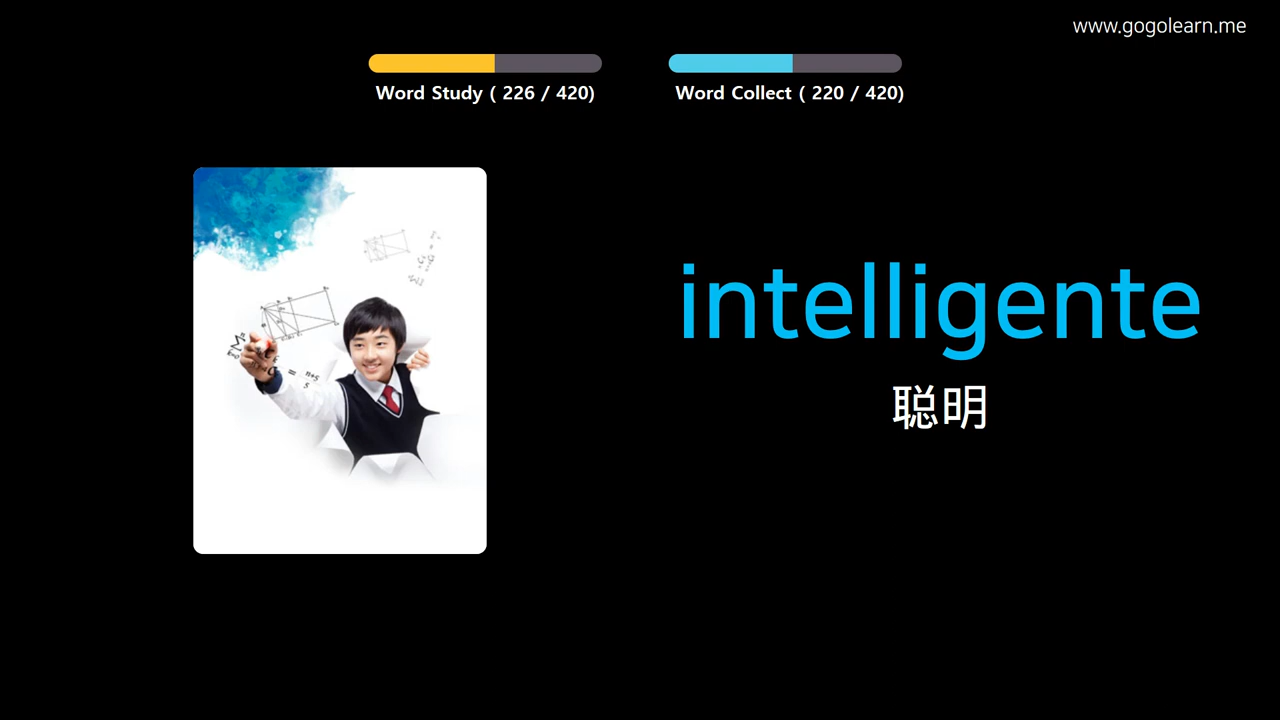 www.gogolearn.me
Word Study ( 226 / 420)
Word Collect ( 220 / 420)
intelligente
聪明